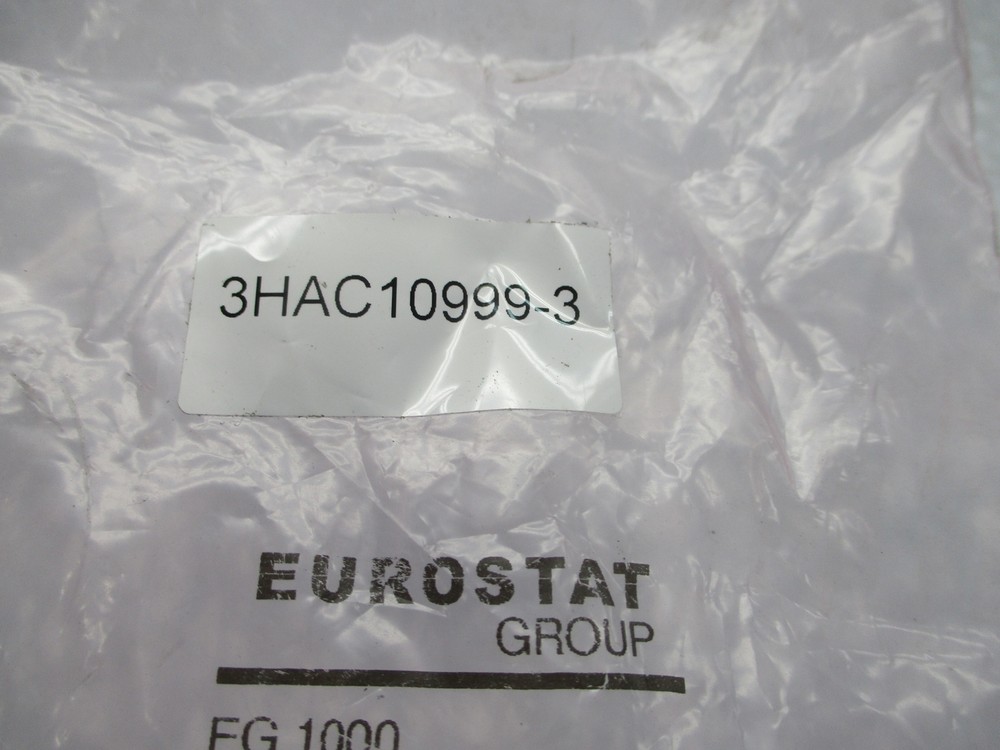 3HAC10999-3
EUROSTAT
GROUP
EG 1000